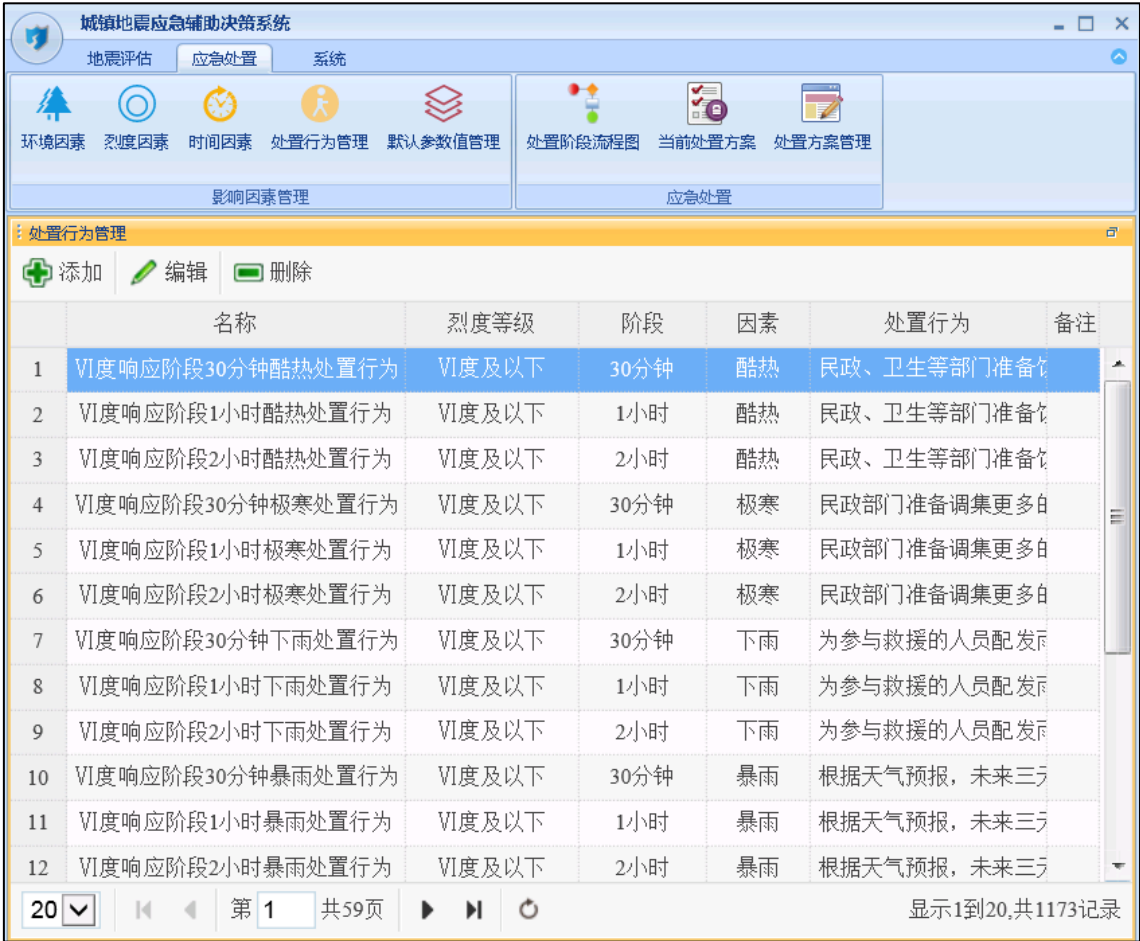 城镇地震应急辅助决策系统
地震评估 应急处置 系统
环境因素 烈度因素 时间因素 处置行为管理 默认参数值管理 处置阶段流程图 当前处置方案 处置方案管理
影响因素管理 应急处置
处置行为管理
添加 编辑 删除
名称 烈度等级 阶段 因素 处置行为 备注
1 VI度响应阶段30分钟酷热处置行为 VI度及以下 30分钟 酷热 民政、卫生等部门准备
2 VI度响应阶段1小时酷热处置行为 VI度及以下 1小时 酷热 民政、卫生等部门准备
3 VI度响应阶段2小时酷热处置行为 VI度及以下 2小时 酷热 民政、卫生等部门准备
4 VI度响应阶段30分钟极寒处置行为 VI度及以下 30分钟 极寒 民政部门准备调集更多
5 VI度响应阶段1小时极寒处置行为 VI度及以下 1小时 极寒 民政部门准备调集更多
6 VI度响应阶段2小时极寒处置行为 VI度及以下 2小时 极寒 民政部门准备调集更多的
7 VI度响应阶段30分钟下雨处置行为 VI度及以下 30分钟 下雨 为参与救援的人员配发
8 VI度响应阶段1小时下雨处置行为 VI度及以下 1小时 下雨 为参与救援的人员配发
9 VI度响应阶段2小时下雨处置行为 VI度及以下 2小时 下雨 为参与救援的人员配发
10 VI度响应阶段30分钟暴雨处置行为 VI度及以下 30分钟 暴雨 根据天气预报，未来三
11 VI度响应阶段1小时暴雨处置行为 VI度及以下 1小时 暴雨 根据天气预报，未来三
12 VI度响应阶段2小时暴雨处置行为 VI度及以下 2小时 暴雨 根据天气预报，未来三
20 第 1 共59页 显示1到20,共1173记录